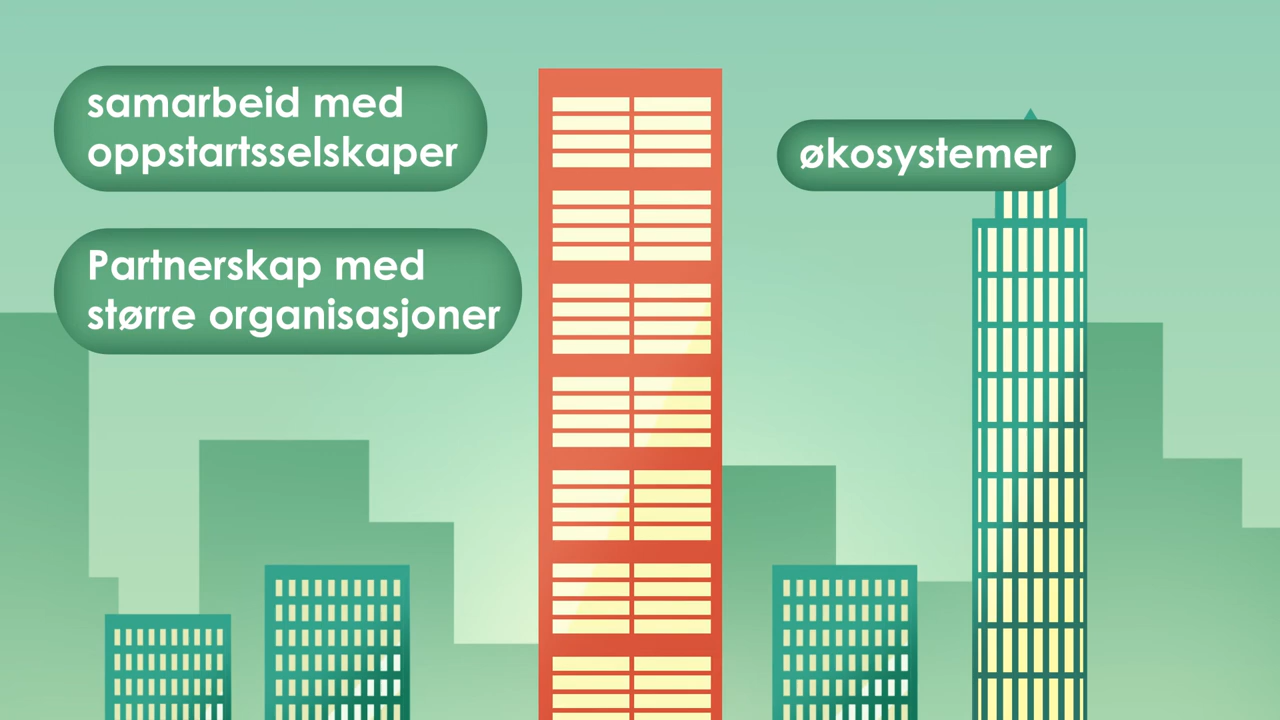 samarbeid med
oppstartsselskaper
Partnerskap med
større organisasjoner
økosystemer